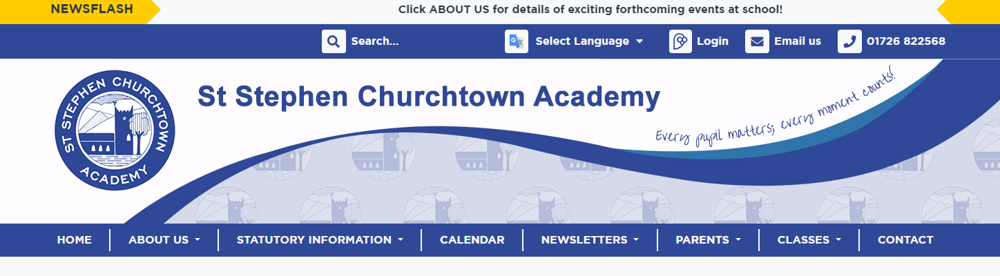 NEWSFLASH
Click ABOUT US for details of exciting forthcoming events at school!
Search...
Select Language
Login
Email us
01726 822568
ST STEPHEN CHURCHTOWN
ACADEMY
St Stephen Churchtown Academy
Every pupil matters; every moment counts!
HOME
ABOUT US
STATUTORY INFORMATION
CALENDAR
NEWSLETTERS
PARENTS
CLASSES
CONTACT